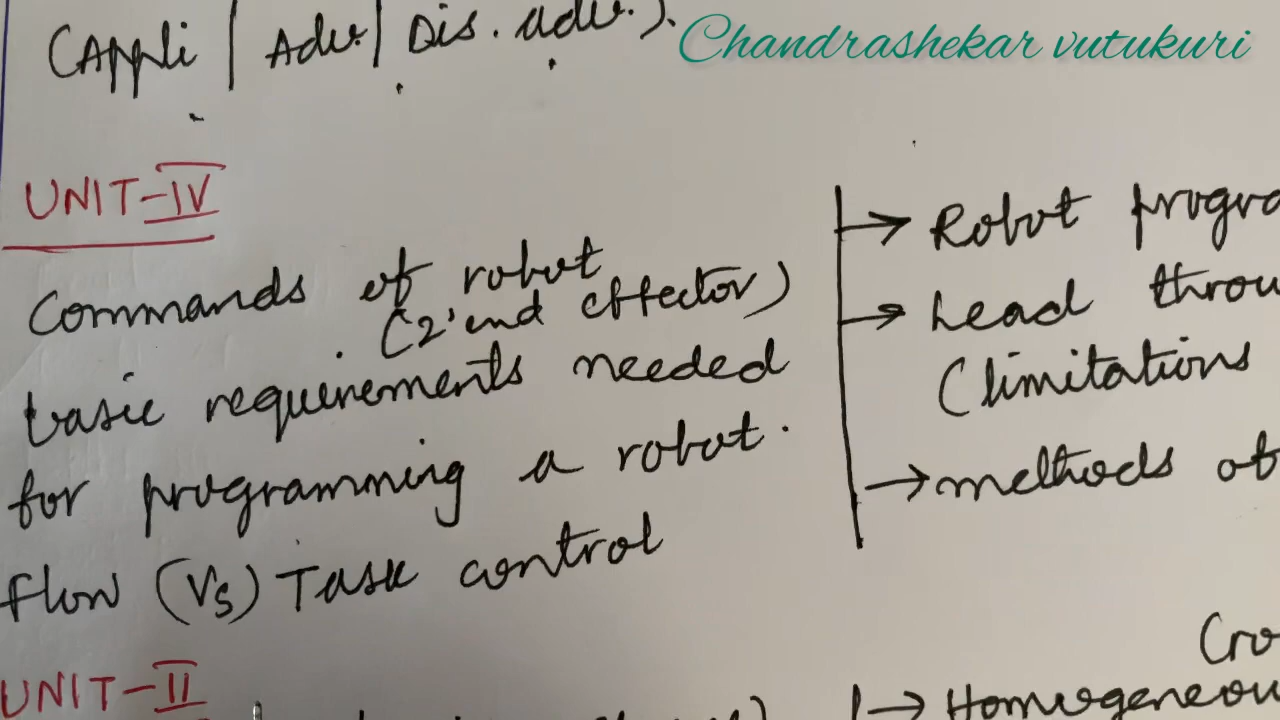 (Appli | Adv. | Dis. adv.).
Chandrashekar vutukuri
UNIT-IV
Commands of robot
(2' end effector)
basic requirements needed
for programming a robot.
Flow (Vs) Task control
→ Robot progra
→ Lead throu
(limitations
→ methods of
Cro
UNIT-II
→ Homogeneou